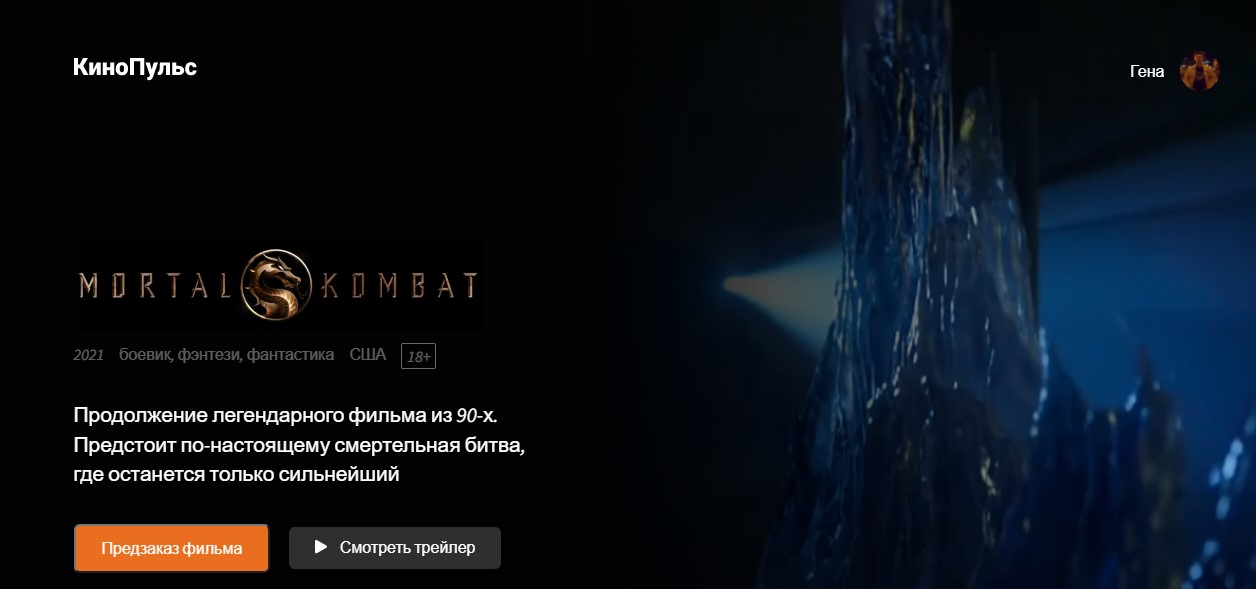 КиноПульс
Гена
MORTAL KOMBAT
2021 боевик, фэнтези, фантастика США 18+
Продолжение легендарного фильма из 90-х.
Предстоит по-настоящему смертельная битва,
где останется только сильнейший
Предзаказ фильма
Смотреть трейлер